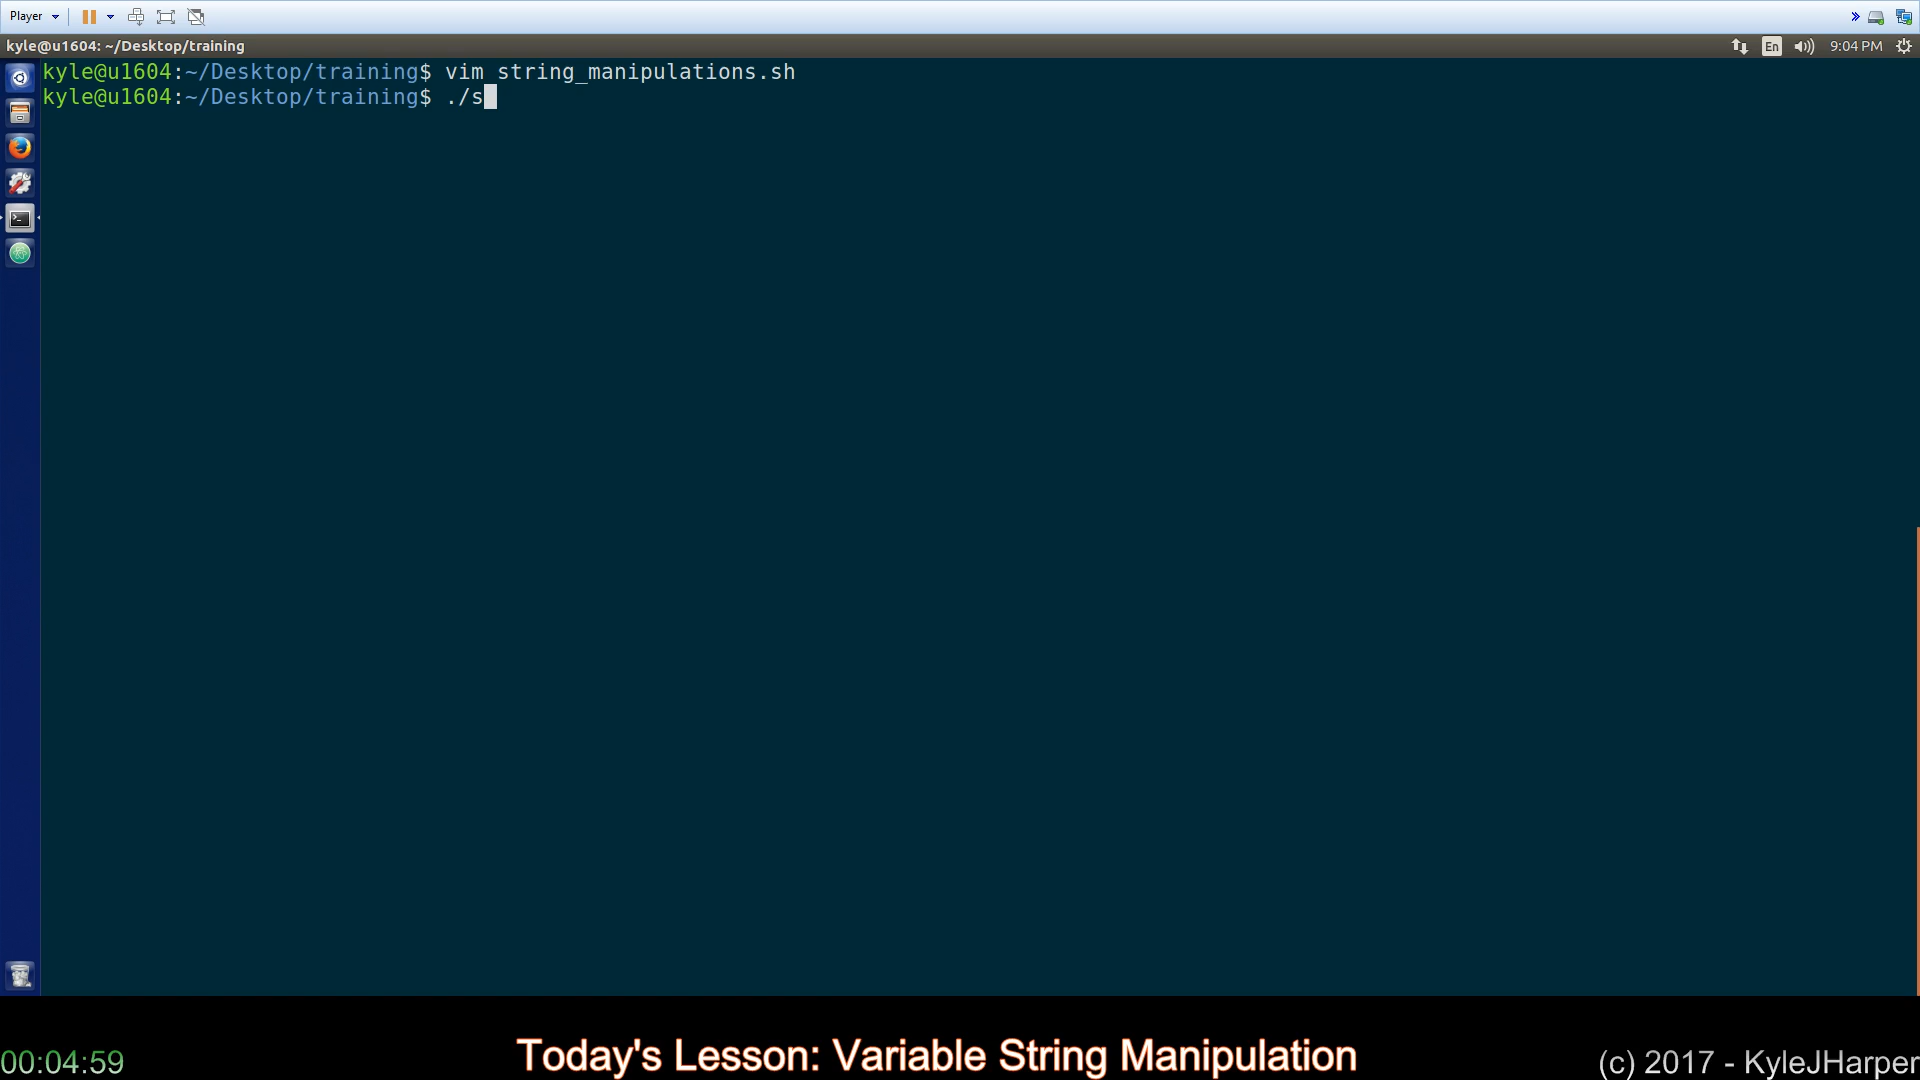 Player
kyle@u1604: ~/Desktop/training
En
9:04 PM
kyle@u1604:~/Desktop/training$ vim string_manipulations.sh
kyle@u1604:~/Desktop/training$ ./s
00:04:59
Today's Lesson: Variable String Manipulation
(c) 2017 - KyleJHarper